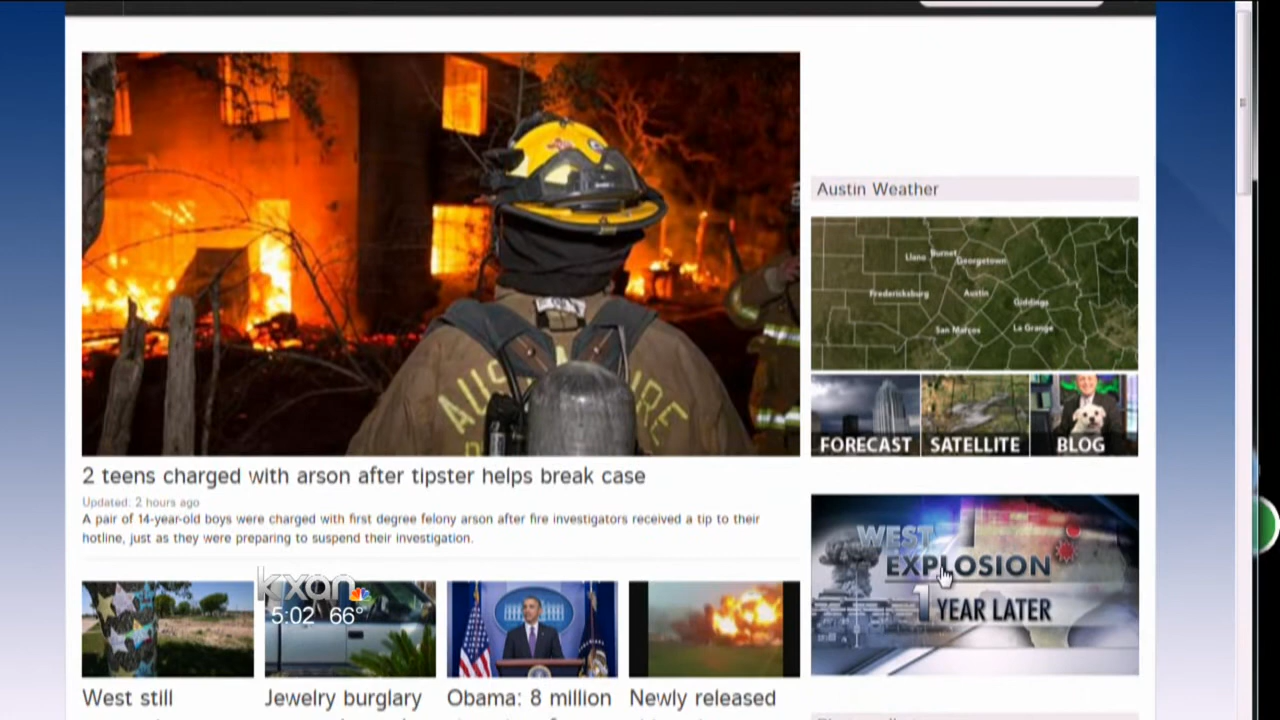 AUS
IRE
2 teens charged with arson after tipster helps break case
Updated: 2 hours ago
A pair of 14-year-old boys were charged with first degree felony arson after fire investigators received a tip to their
hotline, just as they were preparing to suspend their investigation.
kxan
5:02 66°
West still
Jewelry burglary
Obama: 8 million
Newly released
Austin Weather
Llano
Burnet
Georgetown
Fredericksburg
Austin
Giddings
San Marcos
La Grange
FORECAST
SATELLITE
BLOG
WEST
EXPLOSION
1 YEAR LATER